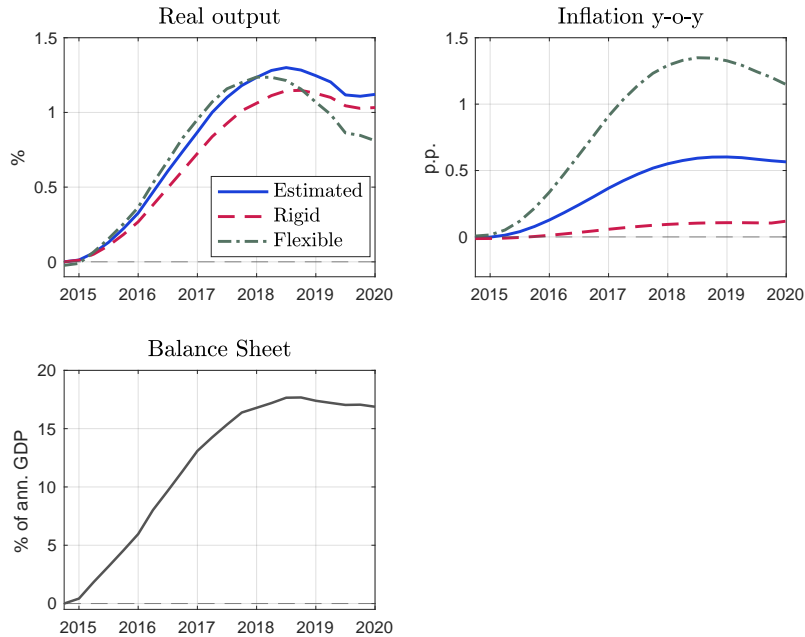 Real output
1.5
1
0.5
0
%
Estimated
Rigid
Flexible
2015 2016 2017 2018 2019 2020
Inflation y-o-y
1.5
1
0.5
0
p.p.
2015 2016 2017 2018 2019 2020
Balance Sheet
20
15
10
5
0
% of ann. GDP
2015 2016 2017 2018 2019 2020